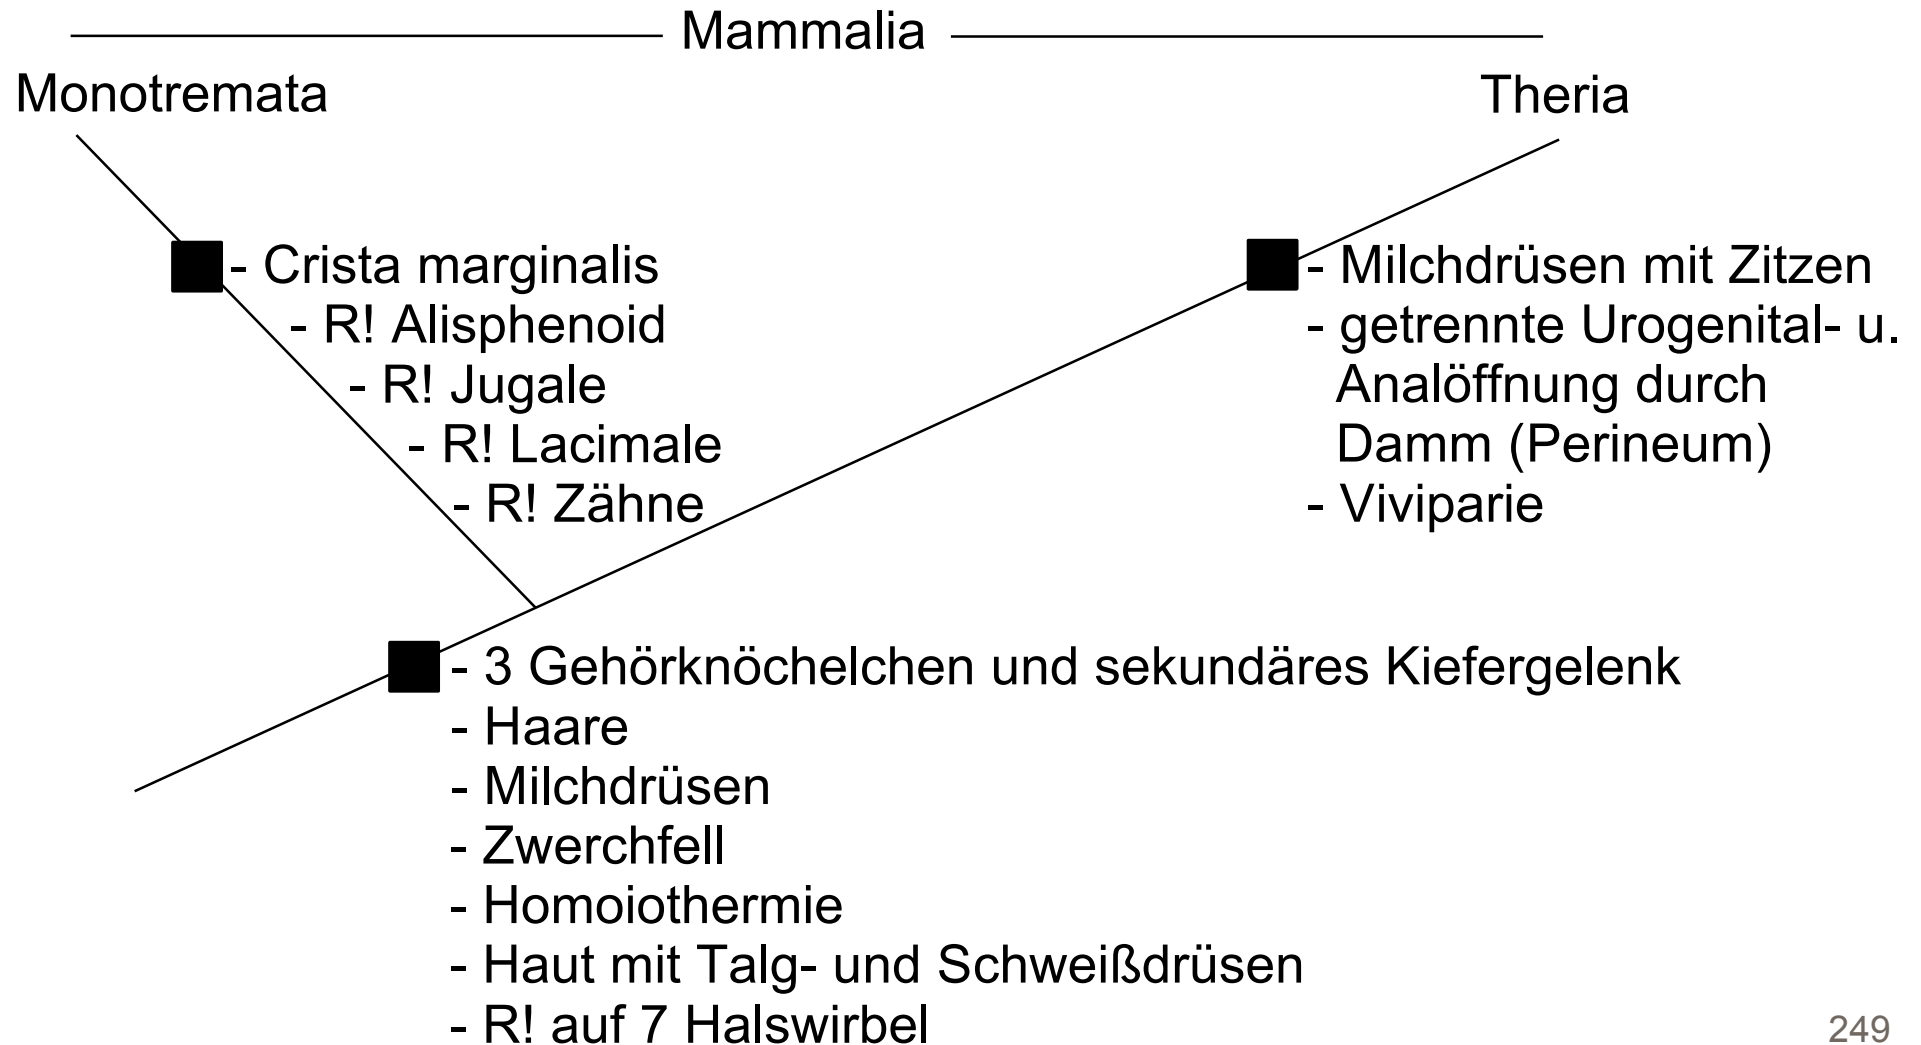 Mammalia
Monotremata
Theria
- Crista marginalis
- R! Alisphenoid
- R! Jugale
- R! Lacimale
- R! Zähne
- Milchdrüsen mit Zitzen
- getrennte Urogenital- u.
Analöffnung durch
Damm (Perineum)
- Viviparie
- 3 Gehörknöchelchen und sekundäres Kiefergelenk
- Haare
- Milchdrüsen
- Zwerchfell
- Homoiothermie
- Haut mit Talg- und Schweißdrüsen
- R! auf 7 Halswirbel
249